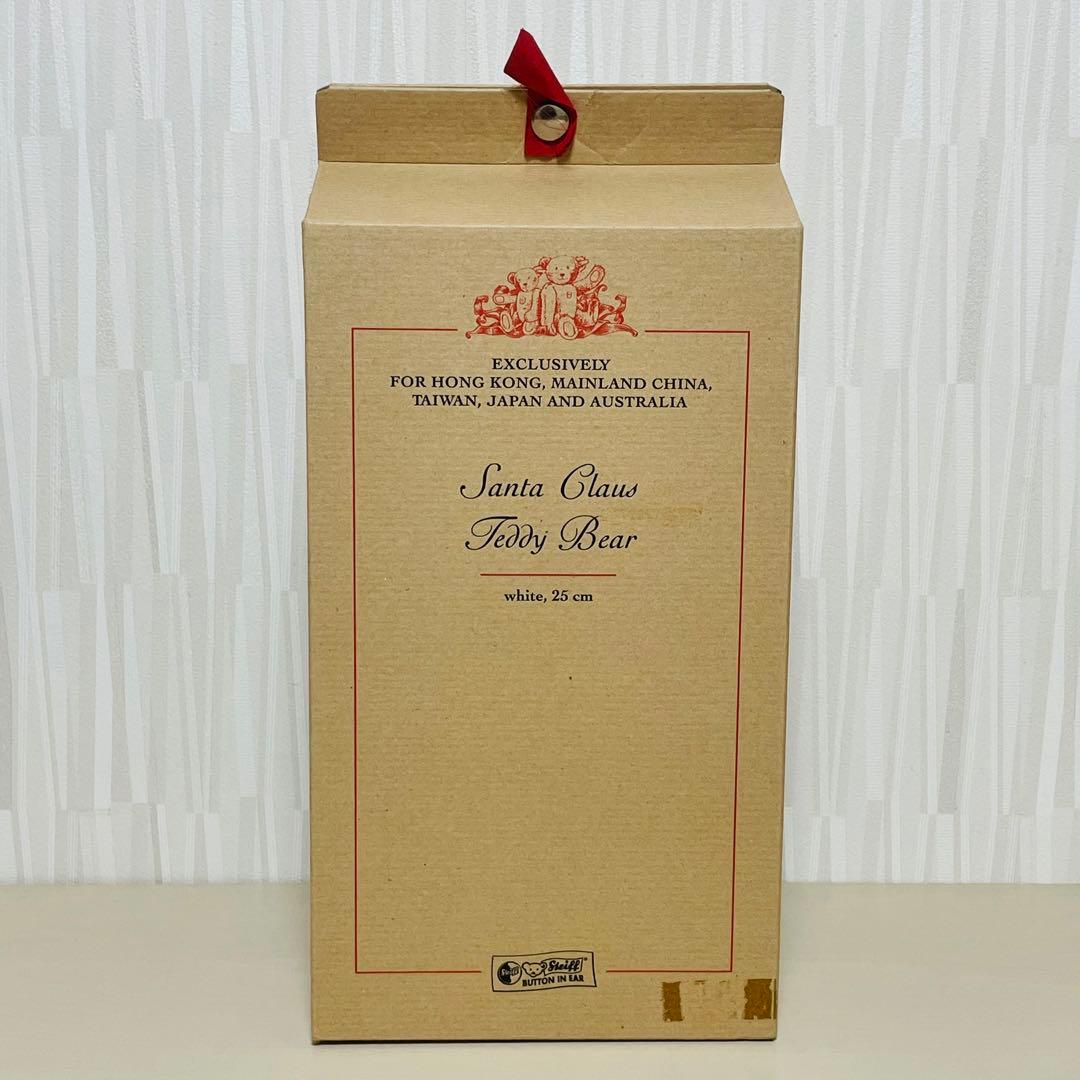 EXCLUSIVELY
FOR HONG KONG, MAINLAND CHINA,
TAIWAN, JAPAN AND AUSTRALIA
Santa Claus
Teddy Bear
white, 25 cm
Steiff Steiff®
BUTTON IN EAR